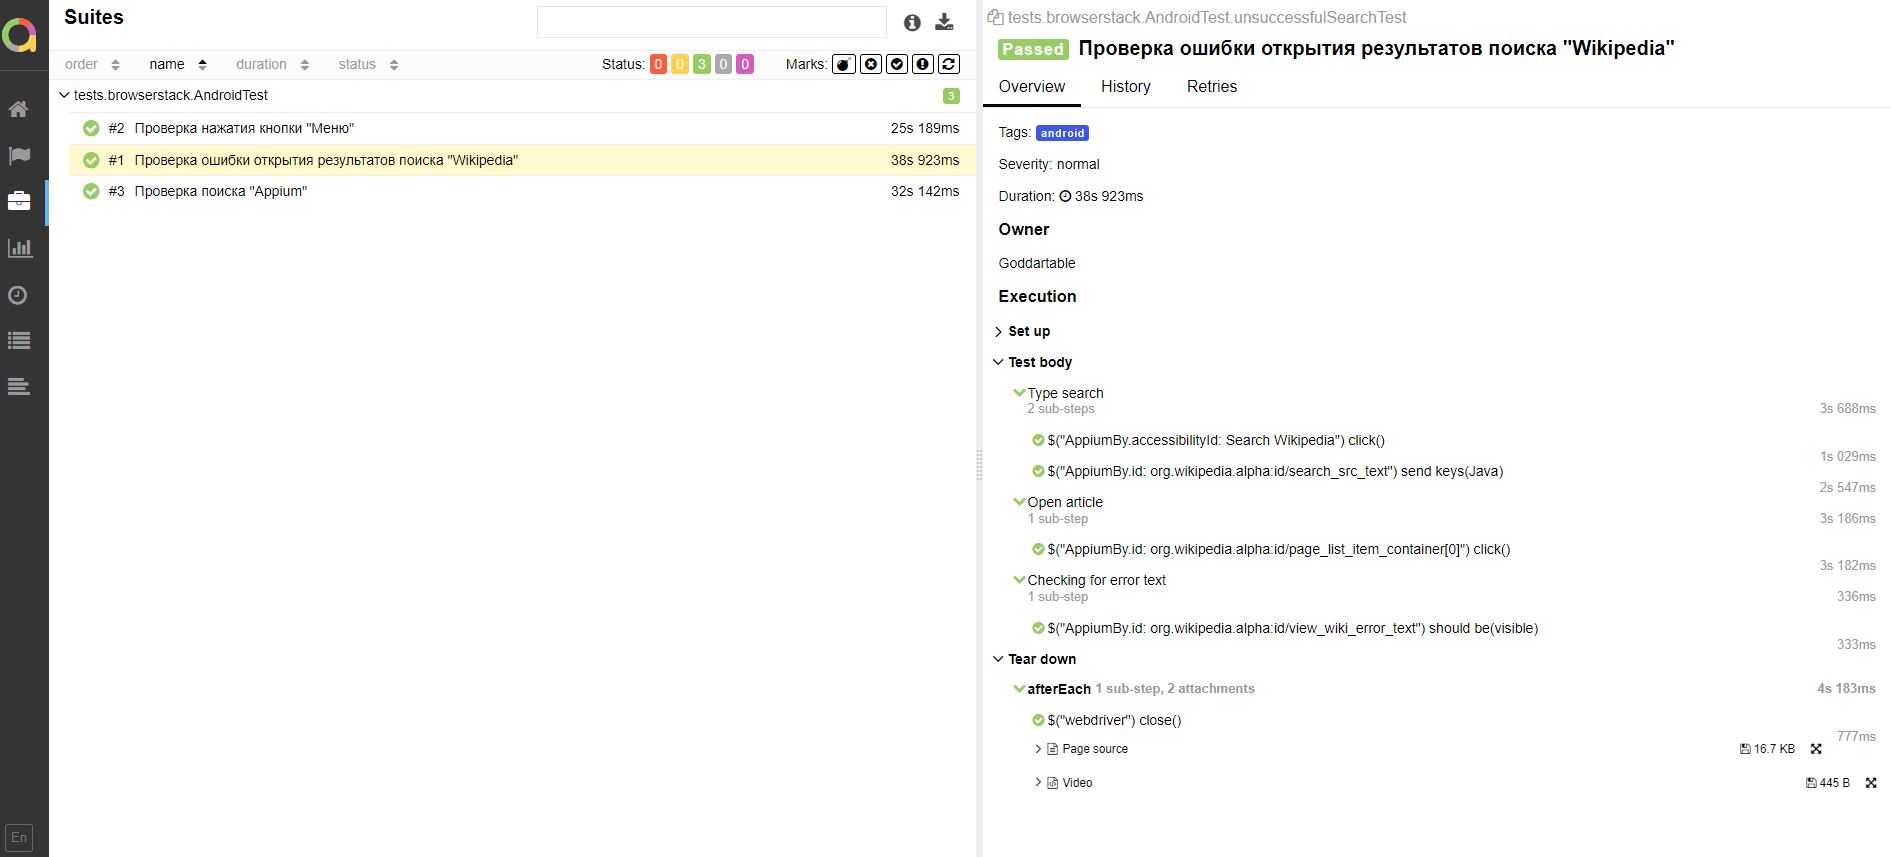 Suites
order name duration status Status: 0 0 3 0 0 Marks:
tests.browserstack.AndroidTest 3
#2 Проверка нажатия кнопки "Меню" 25s 189ms
#1 Проверка ошибки открытия результатов поиска "Wikipedia" 38s 923ms
#3 Проверка поиска "Appium" 32s 142ms
En
tests.browserstack.AndroidTest.unsuccessfulSearchTest
Passed Проверка ошибки открытия результатов поиска "Wikipedia"
Overview History Retries
Tags: android
Severity: normal
Duration: 38s 923ms
Owner
Goddartable
Execution
Set up
Test body
Type search
2 sub-steps 3s 688ms
$("AppiumBy.accessibilityId: Search Wikipedia") click()
1s 029ms
$("AppiumBy.id: org.wikipedia.alpha:id/search_src_text") send keys(Java)
2s 547ms
Open article
1 sub-step 3s 186ms
$("AppiumBy.id: org.wikipedia.alpha:id/page_list_item_container[0]") click()
3s 182ms
Checking for error text
1 sub-step 336ms
$("AppiumBy.id: org.wikipedia.alpha:id/view_wiki_error_text") should be(visible)
333ms
Tear down
afterEach 1 sub-step, 2 attachments 4s 183ms
$("webdriver") close()
777ms
Page source 16.7 KB
Video 445 B